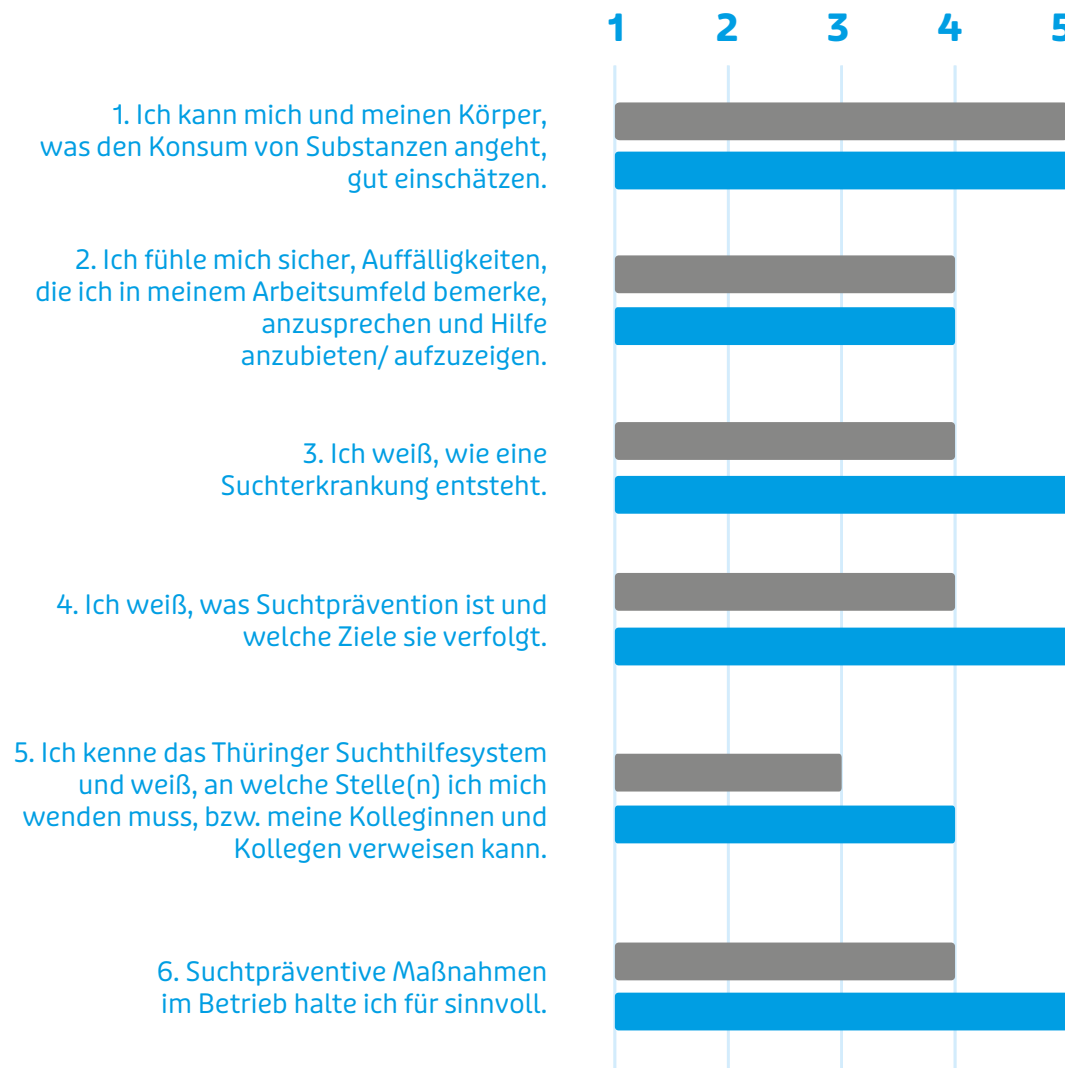 1 2 3 4 5
1. Ich kann mich und meinen Körper,
was den Konsum von Substanzen angeht,
gut einschätzen.
2. Ich fühle mich sicher, Auffälligkeiten,
die ich in meinem Arbeitsumfeld bemerke,
anzusprechen und Hilfe
anzubieten/ aufzuzeigen.
3. Ich weiß, wie eine
Suchterkrankung entsteht.
4. Ich weiß, was Suchtprävention ist und
welche Ziele sie verfolgt.
5. Ich kenne das Thüringer Suchthilfesystem
und weiß, an welche Stelle(n) ich mich
wenden muss, bzw. meine Kolleginnen und
Kollegen verweisen kann.
6. Suchtpräventive Maßnahmen
im Betrieb halte ich für sinnvoll.